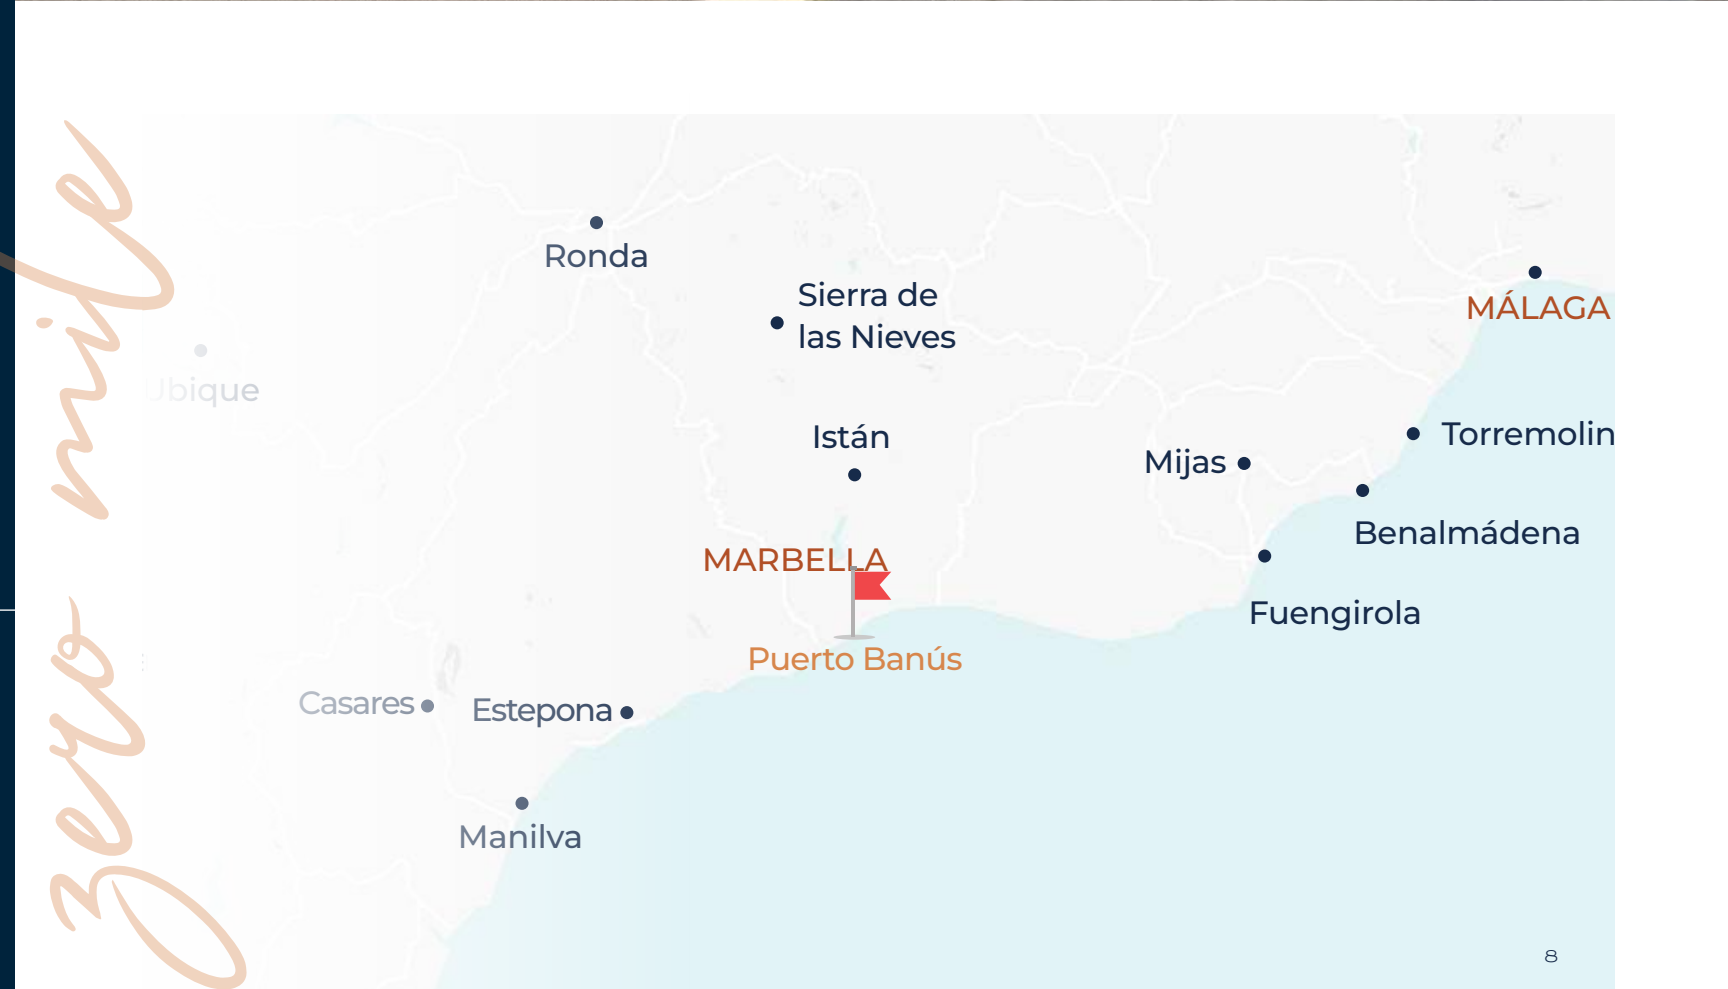 zero mile
Ronda
Sierra de
las Nieves
MÁLAGA
Ubique
Istán
Torremolin
Mijas
Benalmádena
MARBELLA
Fuengirola
Puerto Banús
Casares
Estepona
Manilva
8